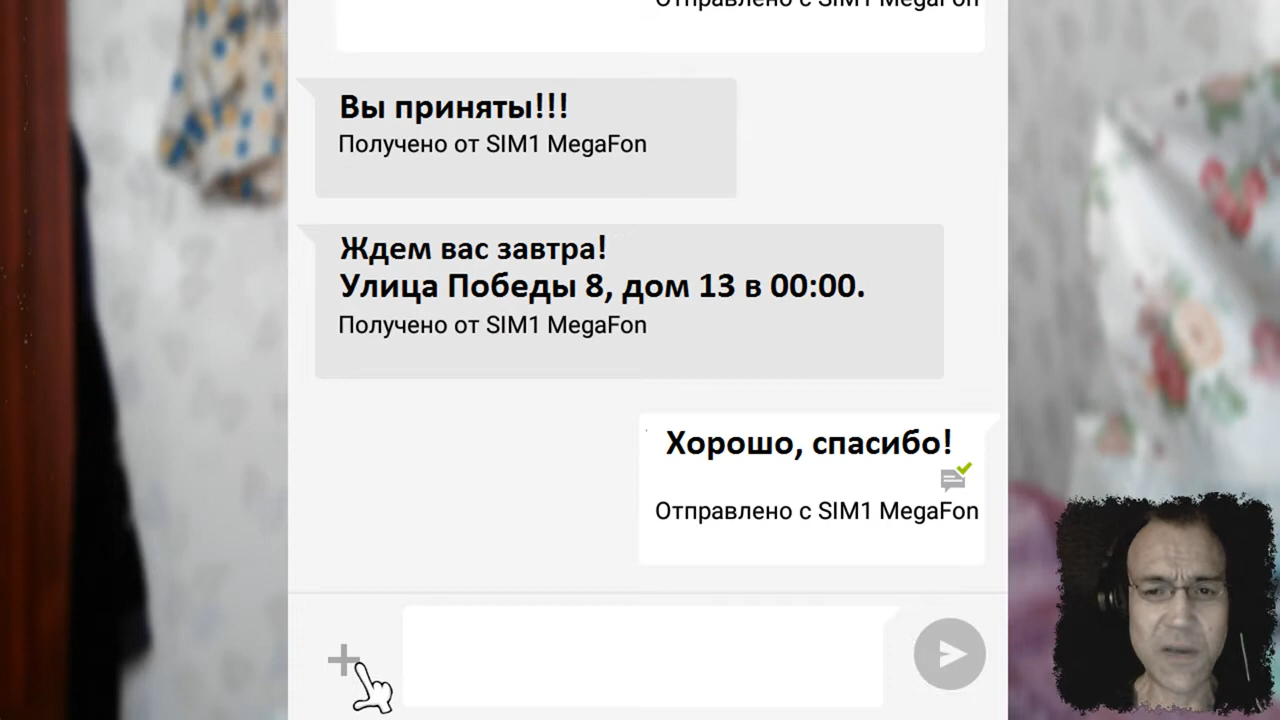 Отправлено с SIM1 MegaFon
Вы приняты!!!
Получено от SIM1 MegaFon
Ждем вас завтра!
Улица Победы 8, дом 13 в 00:00.
Получено от SIM1 MegaFon
Хорошо, спасибо!
Отправлено с SIM1 MegaFon